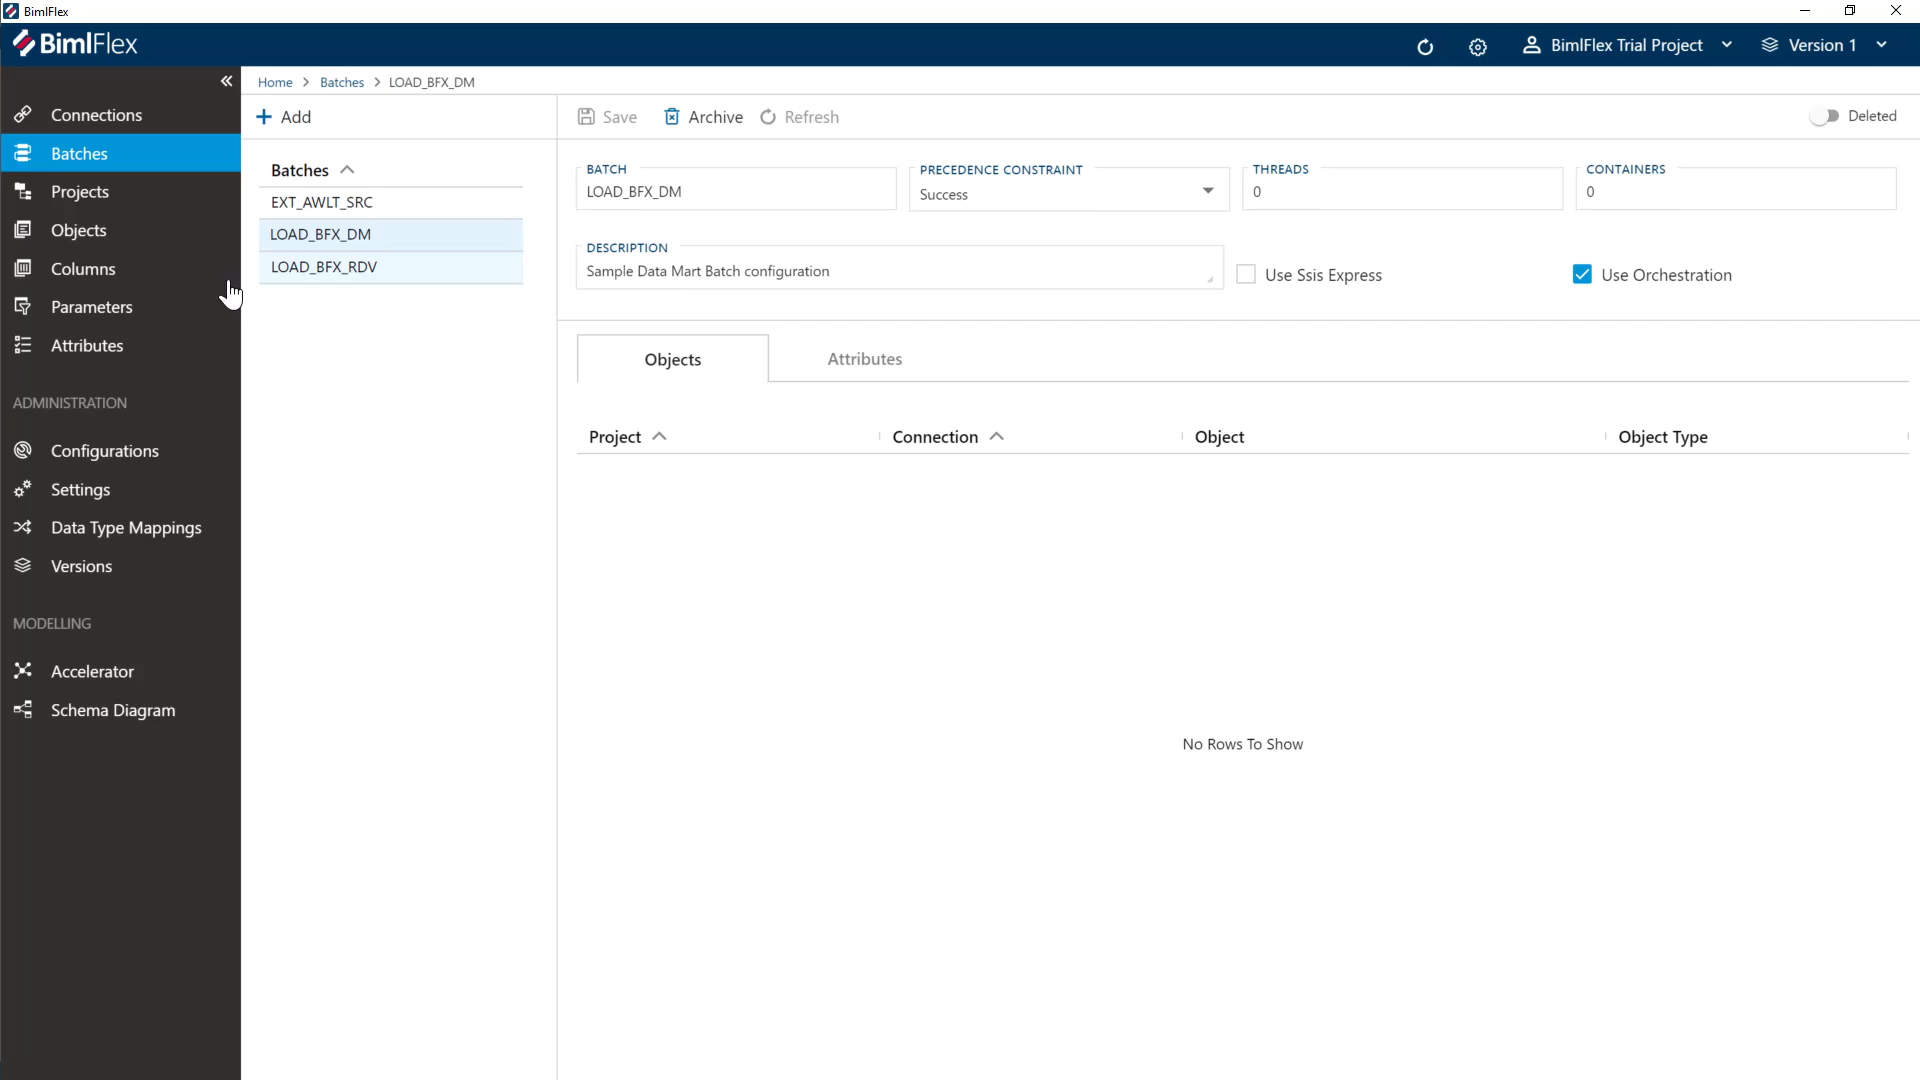 BimlFlex
BimlFlex
BimlFlex Trial Project
Version 1
Home > Batches > LOAD_BFX_DM
Connections
Batches
Projects
Objects
Columns
Parameters
Attributes
ADMINISTRATION
Configurations
Settings
Data Type Mappings
Versions
MODELLING
Accelerator
Schema Diagram
Add
Batches
EXT_AWLT_SRC
LOAD_BFX_DM
LOAD_BFX_RDV
Save Archive Refresh
Deleted
BATCH
LOAD_BFX_DM
PRECEDENCE CONSTRAINT
Success
THREADS
0
CONTAINERS
0
DESCRIPTION
Sample Data Mart Batch configuration
Use Ssis Express
Use Orchestration
Objects Attributes
Project Connection Object Object Type
No Rows To Show